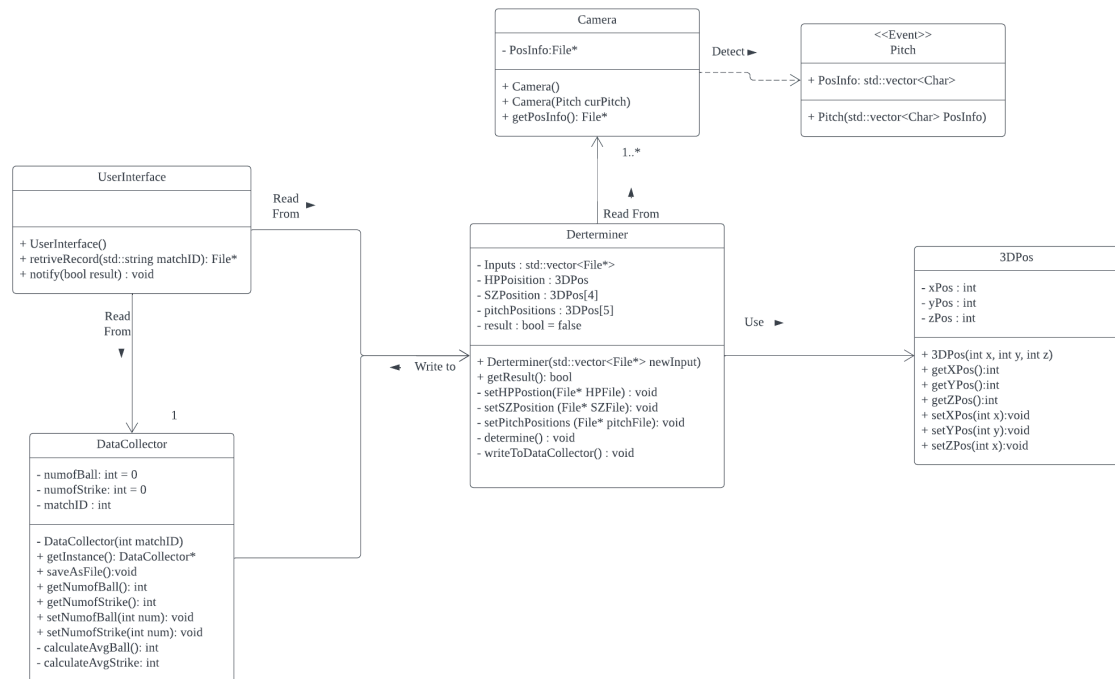 Camera
- PosInfo:File*
+ Camera()
+ Camera(Pitch curPitch)
+ getPosInfo(): File*
Detect ►
<<Event>>
Pitch
+ PosInfo: std::vector<Char>
+ Pitch(std::vector<Char> PosInfo)
1..*
▲
Read From
UserInterface
+ UserInterface()
+ retriveRecord(std::string matchID): File*
+ notify(bool result) : void
Read
From ►
Read
From
▼
1
Derterminer
- Inputs : std::vector<File*>
- HPPoisition : 3DPos
- SZPosition : 3DPos[4]
- pitchPositions : 3DPos[5]
- result : bool = false
+ Derterminer(std::vector<File*> newInput)
+ getResult(): bool
- setHPPostion(File* HPFile) : void
- setSZPosition (File* SZFile): void
- setPitchPositions (File* pitchFile): void
- determine() : void
- writeToDataCollector() : void
◄ Write to
Use ►
3DPos
- xPos : int
- yPos : int
- zPos : int
+ 3DPos(int x, int y, int z)
+ getXPos():int
+ getYPos():int
+ getZPos():int
+ setXPos(int x):void
+ setYPos(int y):void
+ setZPos(int x):void
DataCollector
- numofBall: int = 0
- numofStrike: int = 0
- matchID : int
- DataCollector(int matchID)
+ getInstance(): DataCollector*
+ saveAsFile():void
+ getNumofBall(): int
+ getNumofStrike(): int
+ setNumofBall(int num): void
+ setNumofStrike(int num): void
- calculateAvgBall(): int
- calculateAvgStrike: int